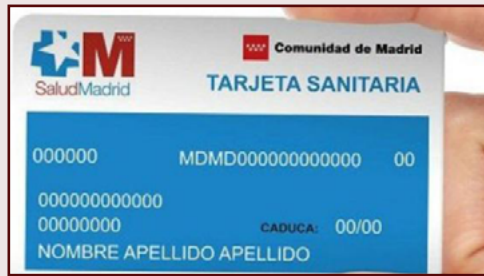 Comunidad de Madrid
SaludMadrid
TARJETA SANITARIA
000000 MDMD000000000000 00
000000000000
00000000 CADUCA: 00/00
NOMBRE APELLIDO APELLIDO